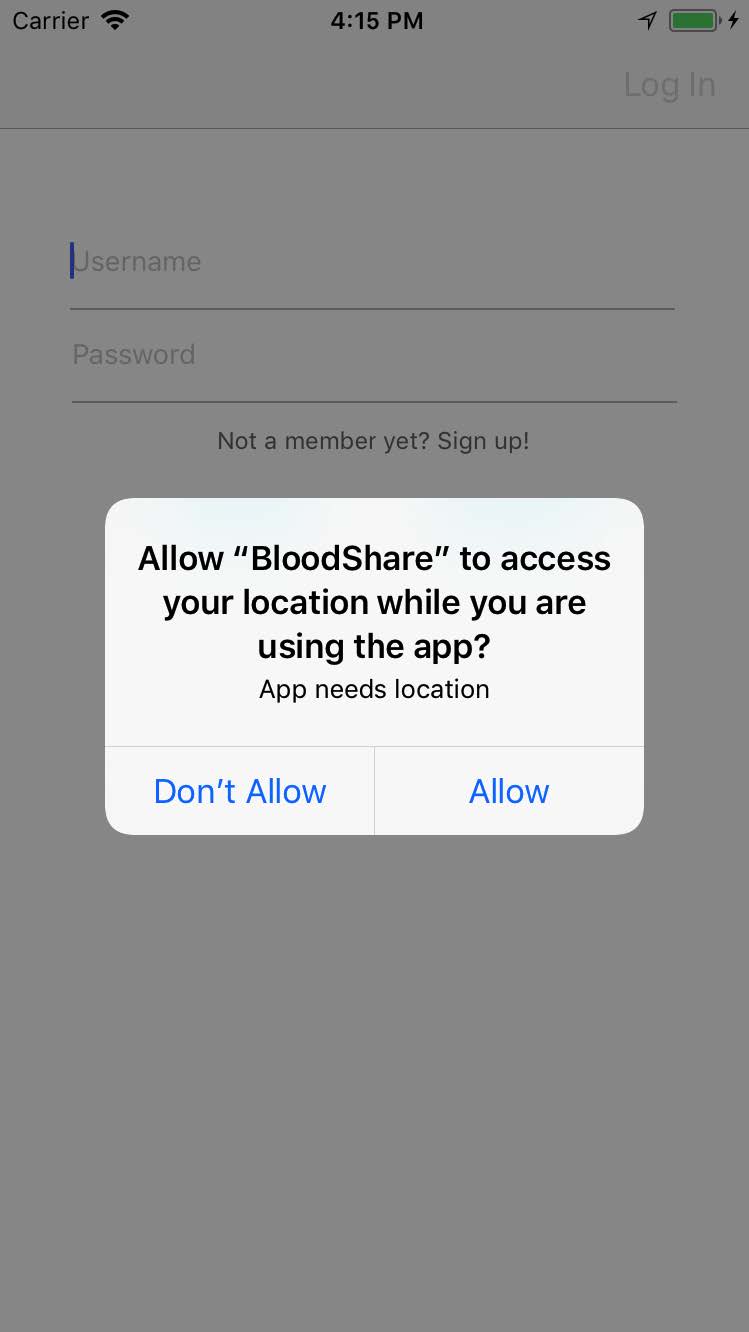 Carrier 4:15 PM
Log In
Username
Password
Not a member yet? Sign up!
Allow “BloodShare” to access
your location while you are
using the app?
App needs location
Don’t Allow Allow